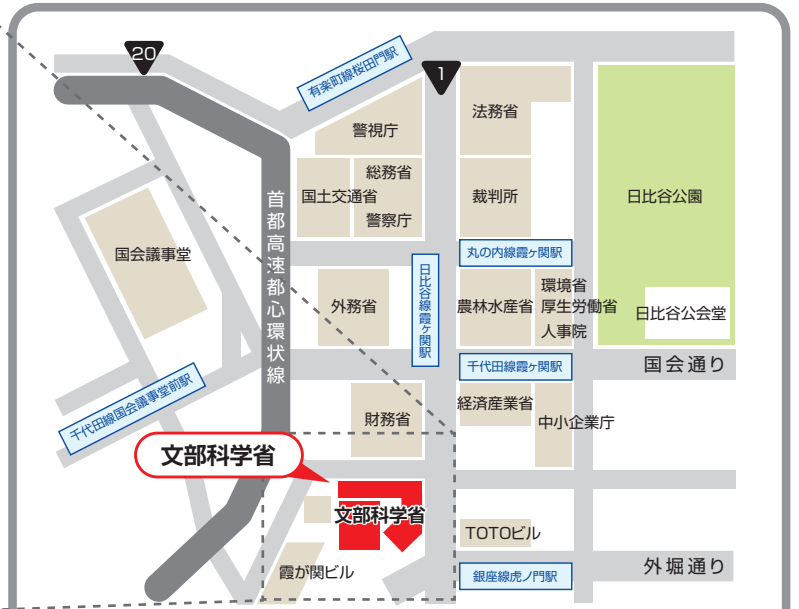 20
1
有楽町線桜田門駅
法務省
警視庁
総務省
国土交通省
警察庁
裁判所
日比谷公園
国会議事堂
首都高速都心環状線
丸の内線霞ヶ関駅
日比谷線霞ヶ関駅
外務省
農林水産省
環境省
厚生労働省
人事院
日比谷公会堂
千代田線霞ヶ関駅
国会通り
千代田線国会議事堂前駅
財務省
経済産業省
中小企業庁
文部科学省
文部科学省
TOTOビル
霞が関ビル
銀座線虎ノ門駅
外堀通り